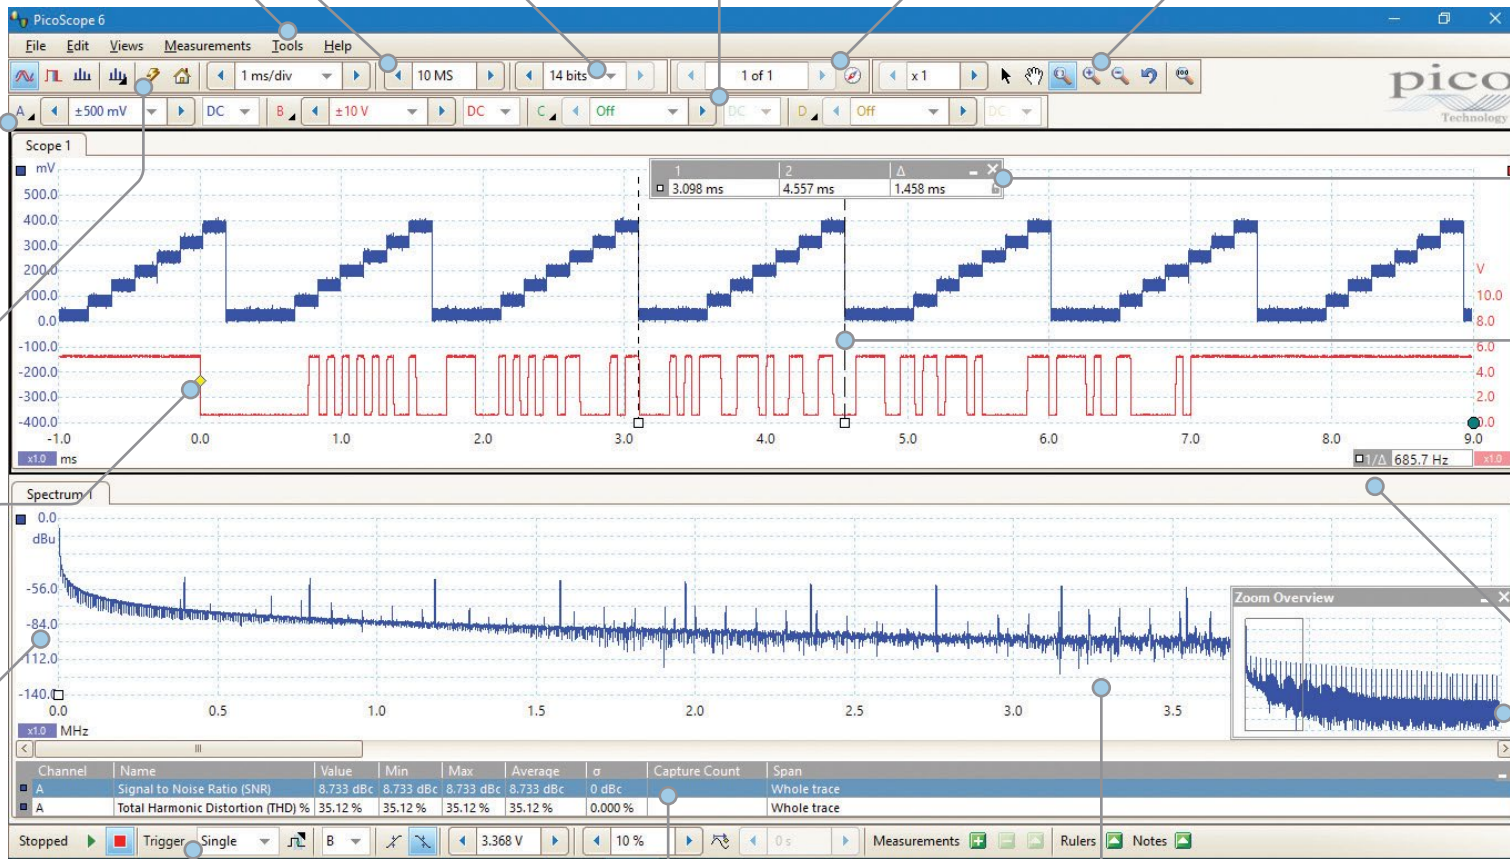 PicoScope 6
File Edit Views Measurements Tools Help
1 ms/div 10 MS 14 bits 1 of 1 x 1
pico
Technology
A ±500 mV DC B ±10 V DC C Off DC D Off DC
Scope 1
mV
500.0
400.0
300.0
200.0
100.0
0.0
-100.0
-200.0
-300.0
-400.0
1 2 Δ
3.098 ms 4.557 ms 1.458 ms
V
10.0
8.0
6.0
4.0
2.0
0.0
-1.0 0.0 1.0 2.0 3.0 4.0 5.0 6.0 7.0 8.0 9.0
x1.0 ms 1/Δ 685.7 Hz x1.0
Spectrum 1
0.0
dBu
-56.0
-84.0
-112.0
-140.0
Zoom Overview
0.0 0.5 1.0 1.5 2.0 2.5 3.0 3.5
x1.0 MHz
Channel Name Value Min Max Average σ Capture Count Span
A Signal to Noise Ratio (SNR) 8.733 dBc 8.733 dBc 8.733 dBc 8.733 dBc 0 dBc Whole trace
A Total Harmonic Distortion (THD) % 35.12 % 35.12 % 35.12 % 35.12 % 0.000 % Whole trace
Stopped Trigger Single B 3.368 V 10 % 0 s Measurements Rulers Notes